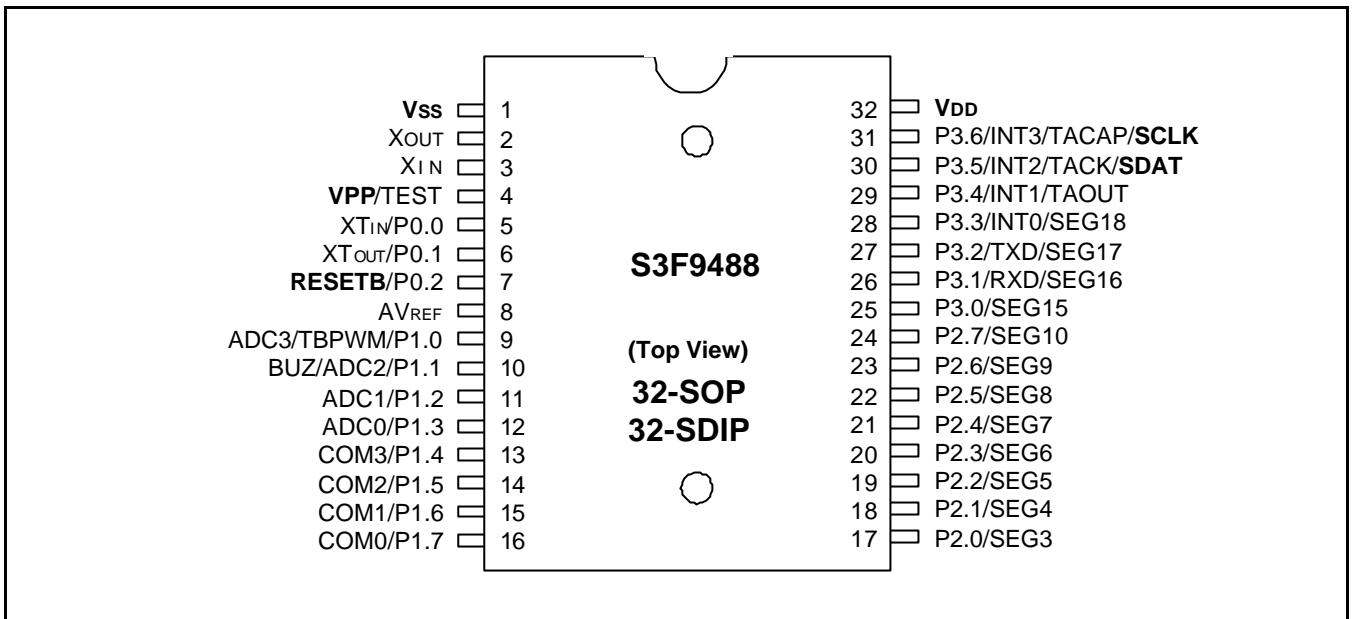 VSS 1
XOUT 2
XIN 3
VPP/TEST 4
XTIN/P0.0 5
XTOUT/P0.1 6
RESETB/P0.2 7
AVREF 8
ADC3/TBPWM/P1.0 9
BUZ/ADC2/P1.1 10
ADC1/P1.2 11
ADC0/P1.3 12
COM3/P1.4 13
COM2/P1.5 14
COM1/P1.6 15
COM0/P1.7 16
S3F9488
(Top View)
32-SOP
32-SDIP
32 VDD
31 P3.6/INT3/TACAP/SCLK
30 P3.5/INT2/TACK/SDAT
29 P3.4/INT1/TAOUT
28 P3.3/INT0/SEG18
27 P3.2/TXD/SEG17
26 P3.1/RXD/SEG16
25 P3.0/SEG15
24 P2.7/SEG10
23 P2.6/SEG9
22 P2.5/SEG8
21 P2.4/SEG7
20 P2.3/SEG6
19 P2.2/SEG5
18 P2.1/SEG4
17 P2.0/SEG3